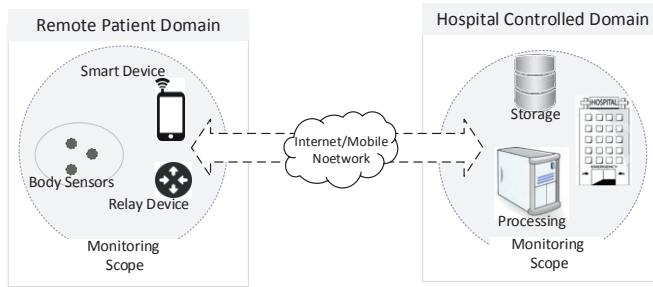 Remote Patient Domain
Smart Device
Body Sensors
Relay Device
Monitoring
Scope
Internet/Mobile
Noetwork
Hospital Controlled Domain
Storage
HOSPITAL
EMERGENCY
Processing
Monitoring
Scope